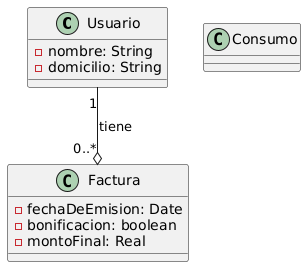 C Usuario
nombre: String
domicilio: String
C Consumo
1
tiene
0..*
C Factura
fechaDeEmision: Date
bonificacion: boolean
montoFinal: Real